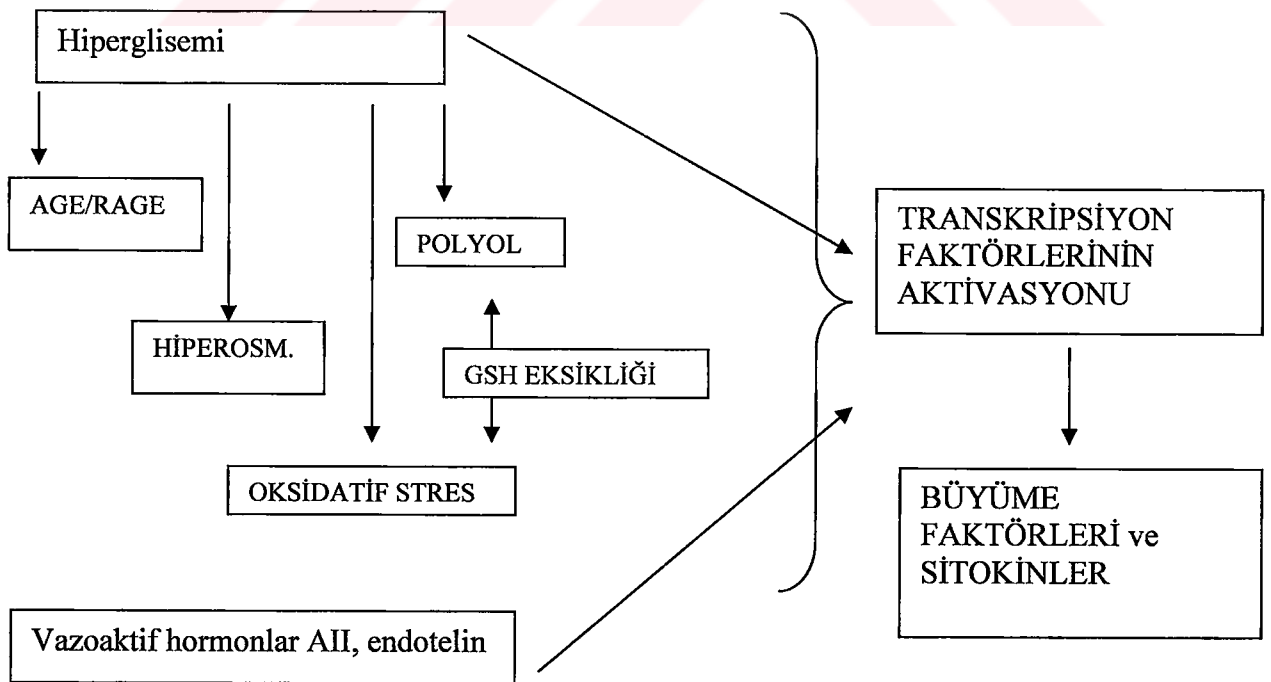 Hiperglisemi
AGE/RAGE
POLYOL
HİPEROSM.
GSH EKSİKLİĞİ
OKSİDATİF STRES
Vazoaktif hormonlar AII, endotelin
TRANSKRİPSİYON
FAKTÖRLERİNİN
AKTİVASYONU
BÜYÜME
FAKTÖRLERİ ve
SİTOKİNLER